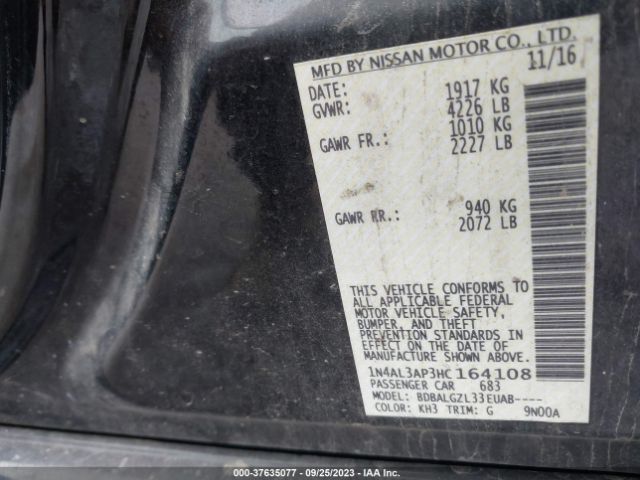 MFD BY NISSAN MOTOR CO., LTD.
DATE: 11/16
GVWR: 1917 KG
4226 LB
GAWR FR.: 1010 KG
2227 LB
GAWR RR.: 940 KG
2072 LB
THIS VEHICLE CONFORMS TO
ALL APPLICABLE FEDERAL
MOTOR VEHICLE SAFETY,
BUMPER, AND THEFT
PREVENTION STANDARDS IN
EFFECT ON THE DATE OF
MANUFACTURE SHOWN ABOVE.
1N4AL3AP3HC164108
PASSENGER CAR 683
MODEL: BDBALGZL33EUAB----
COLOR: KH3 TRIM: G 9N00A
000-37635077 - 09/25/2023 - IAA Inc.